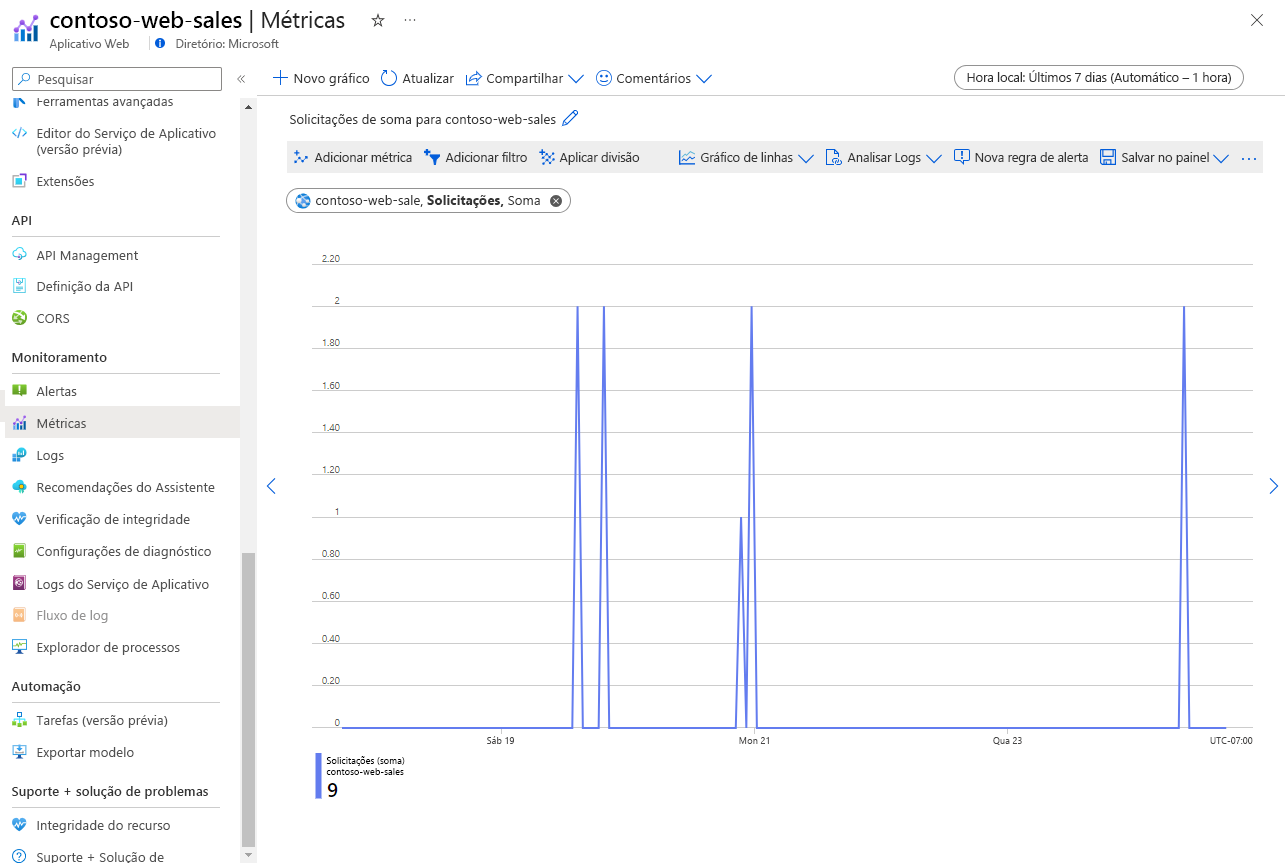 contoso-web-sales | Métricas
Aplicativo Web
Diretório: Microsoft
Pesquisar
Ferramentas avançadas
Editor do Serviço de Aplicativo
(versão prévia)
Extensões
API
API Management
Definição da API
CORS
Monitoramento
Alertas
Métricas
Logs
Recomendações do Assistente
Verificação de integridade
Configurações de diagnóstico
Logs do Serviço de Aplicativo
Fluxo de log
Explorador de processos
Automação
Tarefas (versão prévia)
Exportar modelo
Suporte + solução de problemas
Integridade do recurso
Suporte + Solução de
Novo gráfico
Atualizar
Compartilhar
Comentários
Hora local: Últimos 7 dias (Automático – 1 hora)
Solicitações de soma para contoso-web-sales
Adicionar métrica
Adicionar filtro
Aplicar divisão
Gráfico de linhas
Analisar Logs
Nova regra de alerta
Salvar no painel
contoso-web-sale, Solicitações, Soma
2.20
2
1.80
1.60
1.40
1.20
1
0.80
0.60
0.40
0.20
0
Sáb 19
Mon 21
Qua 23
UTC-07:00
Solicitações (soma)
contoso-web-sales
9